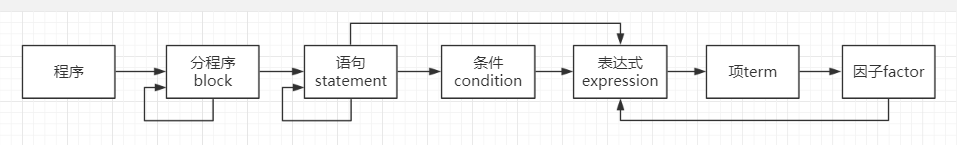 程序
分程序
block
语句
statement
条件
condition
表达式
expression
项term
因子factor